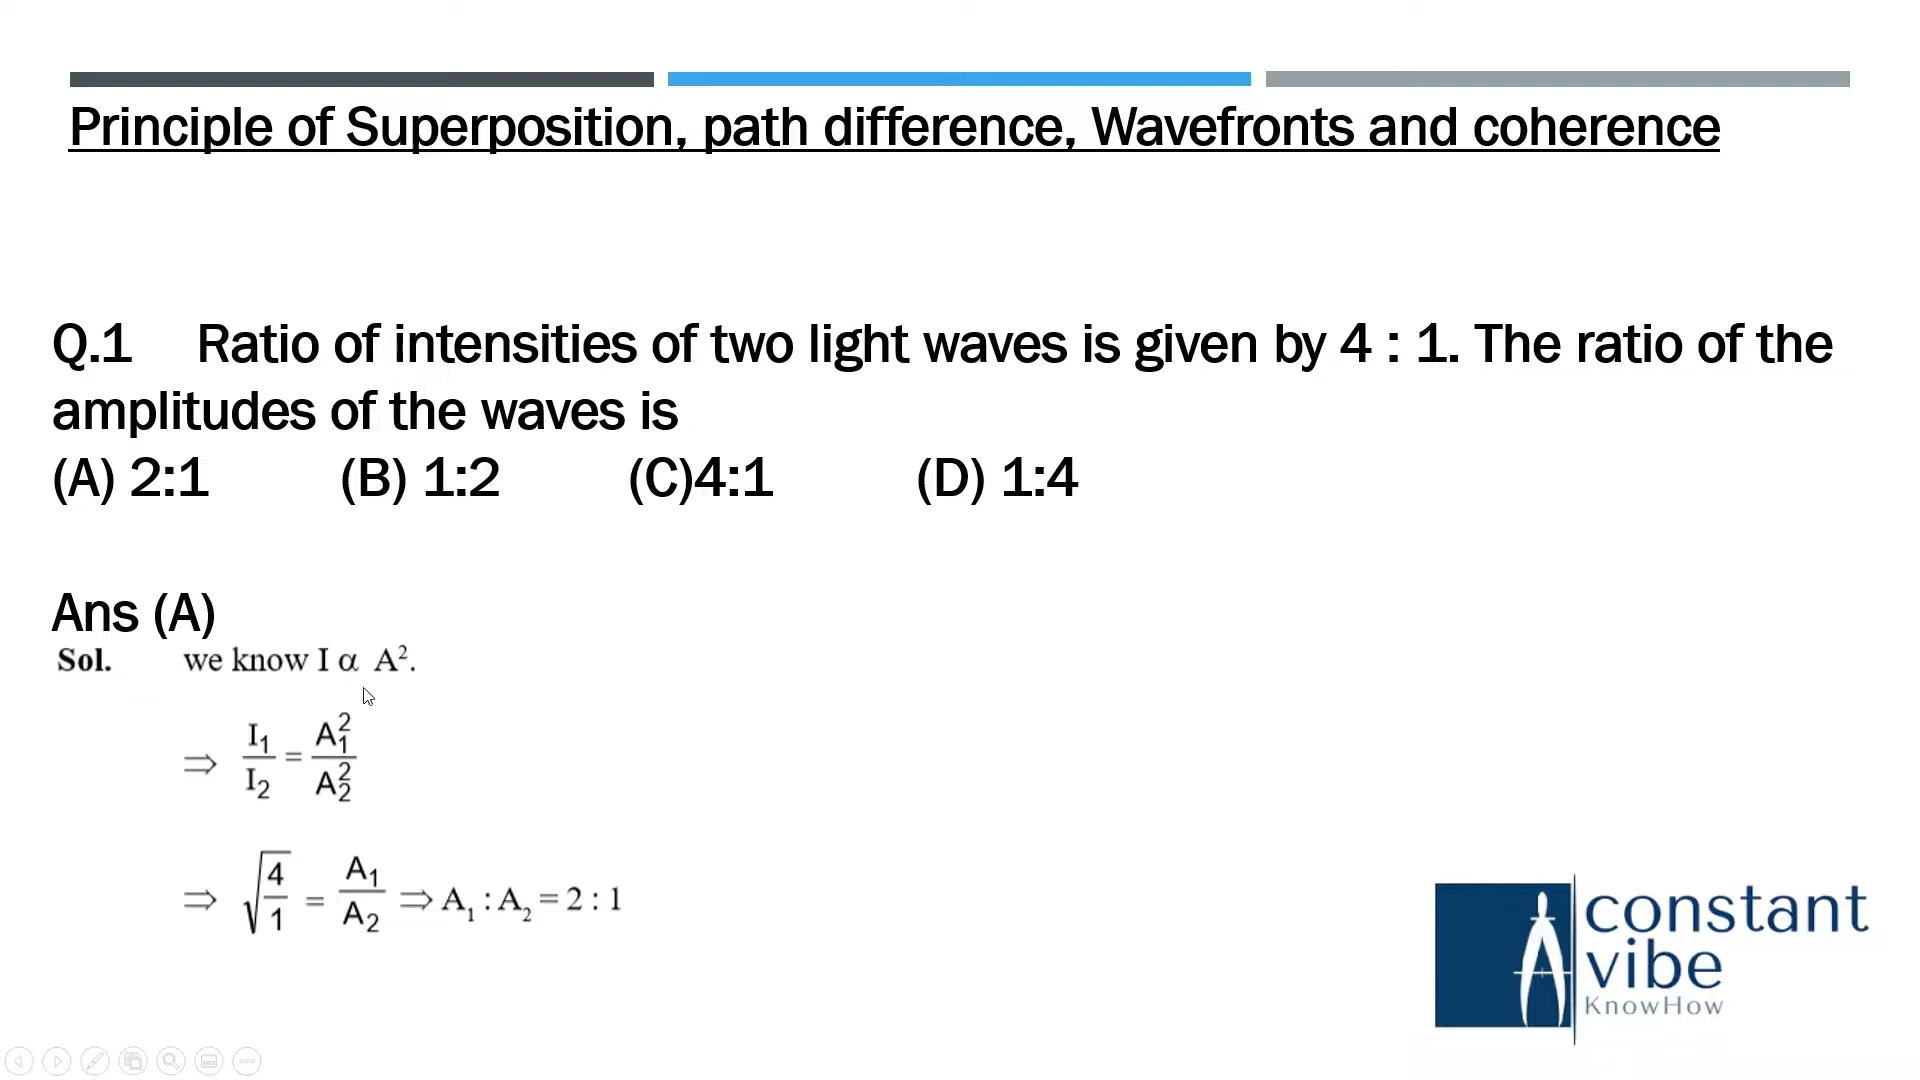 Principle of Superposition, path difference, Wavefronts and coherence
Q.1 Ratio of intensities of two light waves is given by 4 : 1. The ratio of the
amplitudes of the waves is
(A) 2:1 (B) 1:2 (C)4:1 (D) 1:4
Ans (A)
Sol. we know I α A².
⇒ I₁/I₂ = A₁²/A₂²
⇒ √(4/1) = A₁/A₂ ⇒ A₁ : A₂ = 2 : 1
constant
vibe
KnowHow